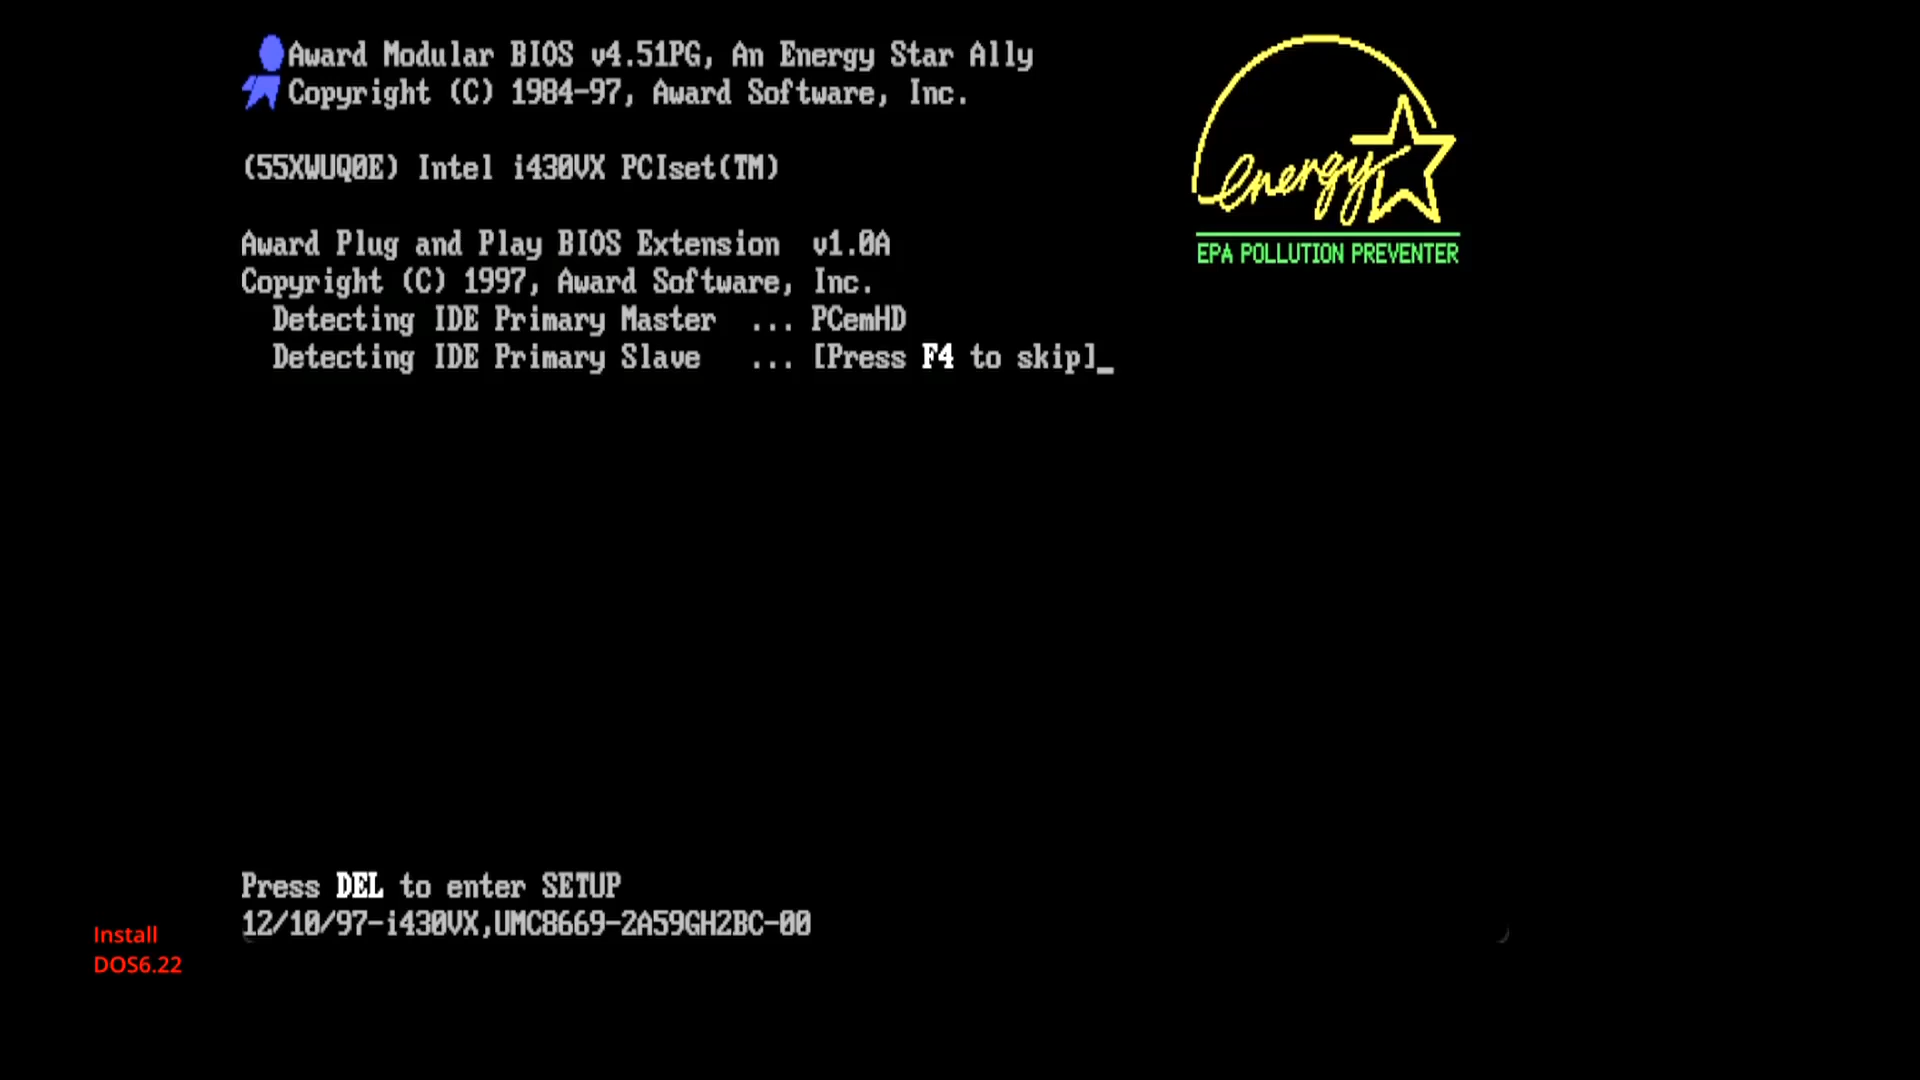 Award Modular BIOS v4.51PG, An Energy Star Ally
Copyright (C) 1984-97, Award Software, Inc.
(55XWUQ0E) Intel i430VX PCIset(TM)
energy
EPA POLLUTION PREVENTER
Award Plug and Play BIOS Extension v1.0A
Copyright (C) 1997, Award Software, Inc.
Detecting IDE Primary Master ... PCemHD
Detecting IDE Primary Slave ... [Press F4 to skip]_
Press DEL to enter SETUP
12/10/97-i430VX,UMC8669-2A59GH2BC-00
Install
DOS6.22